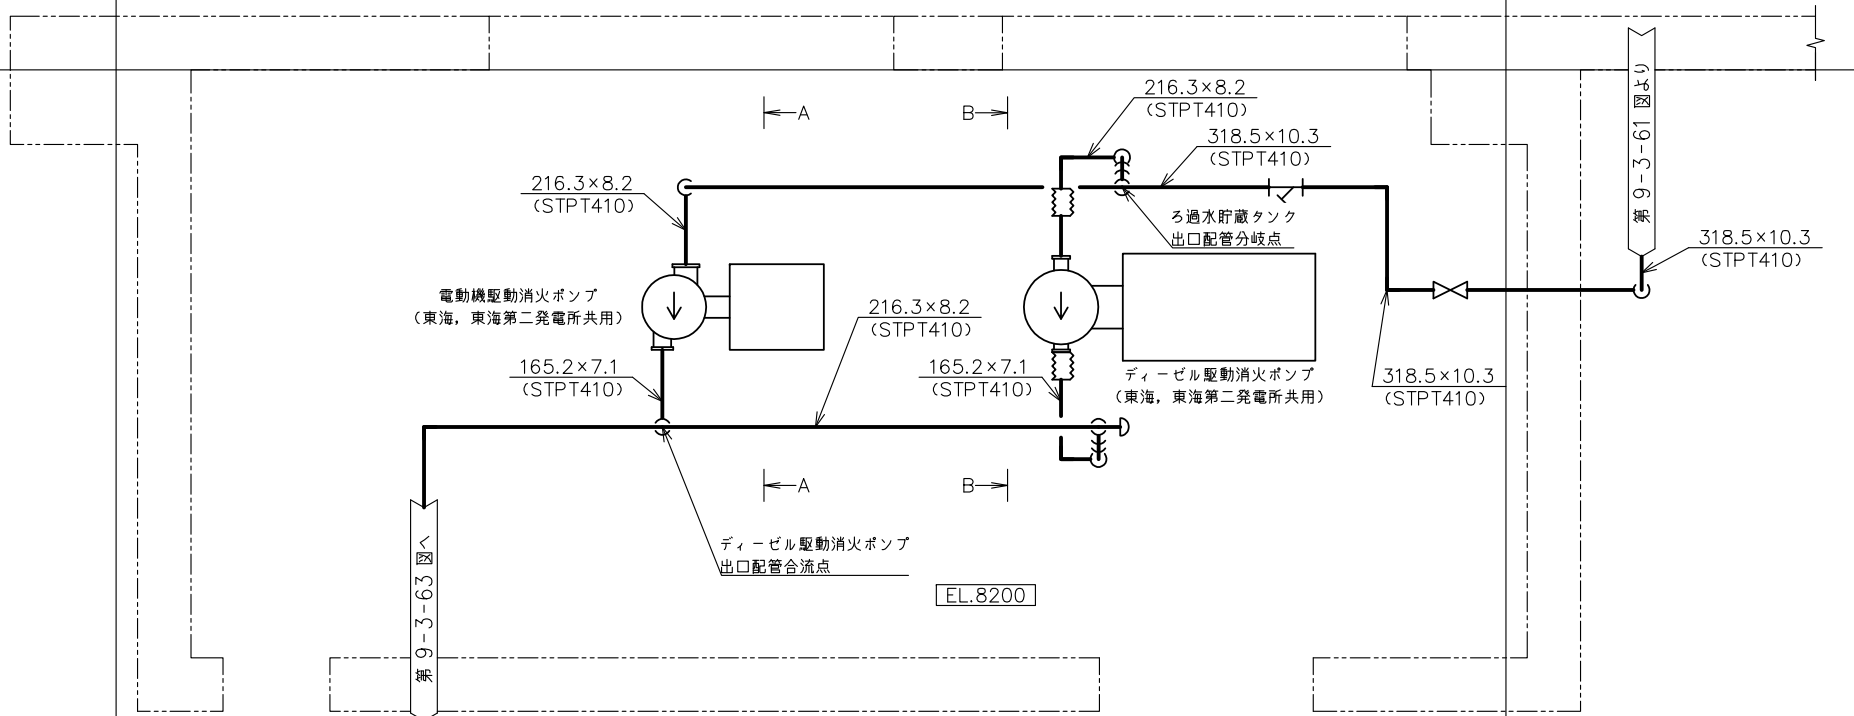 216.3×8.2
(STPT410)
A
B
318.5×10.3
(STPT410)
第 9-3-61 図より
216.3×8.2
(STPT410)
ろ過水貯蔵タンク
出口配管分岐点
318.5×10.3
(STPT410)
電動機駆動消火ポンプ
(東海，東海第二発電所共用)
216.3×8.2
(STPT410)
165.2×7.1
(STPT410)
165.2×7.1
(STPT410)
ディーゼル駆動消火ポンプ
(東海，東海第二発電所共用)
318.5×10.3
(STPT410)
A
B
ディーゼル駆動消火ポンプ
出口配管合流点
第 9-3-63 図へ
EL.8200